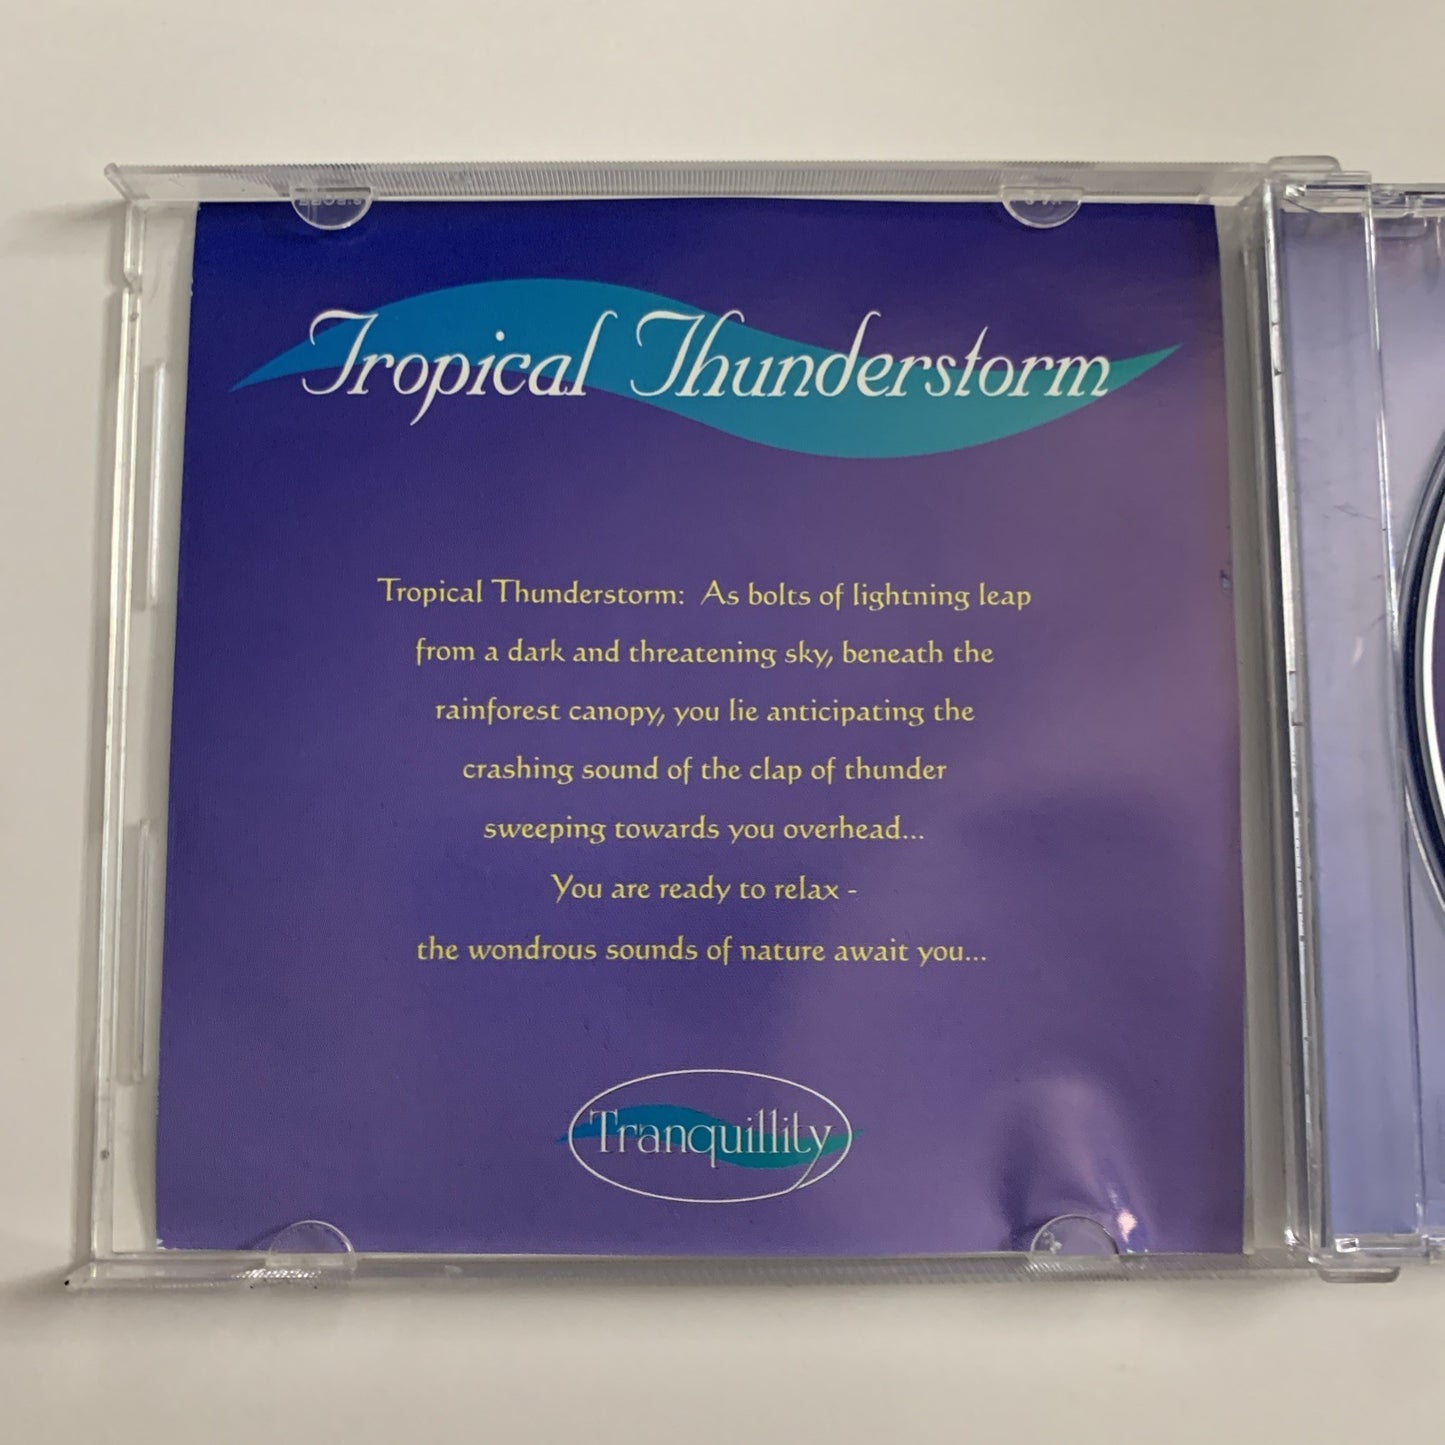 Tropical Thunderstorm
Tropical Thunderstorm: As bolts of lightning leap
from a dark and threatening sky, beneath the
rainforest canopy, you lie anticipating the
crashing sound of the clap of thunder
sweeping towards you overhead...
You are ready to relax -
the wondrous sounds of nature await you...
Tranquillity